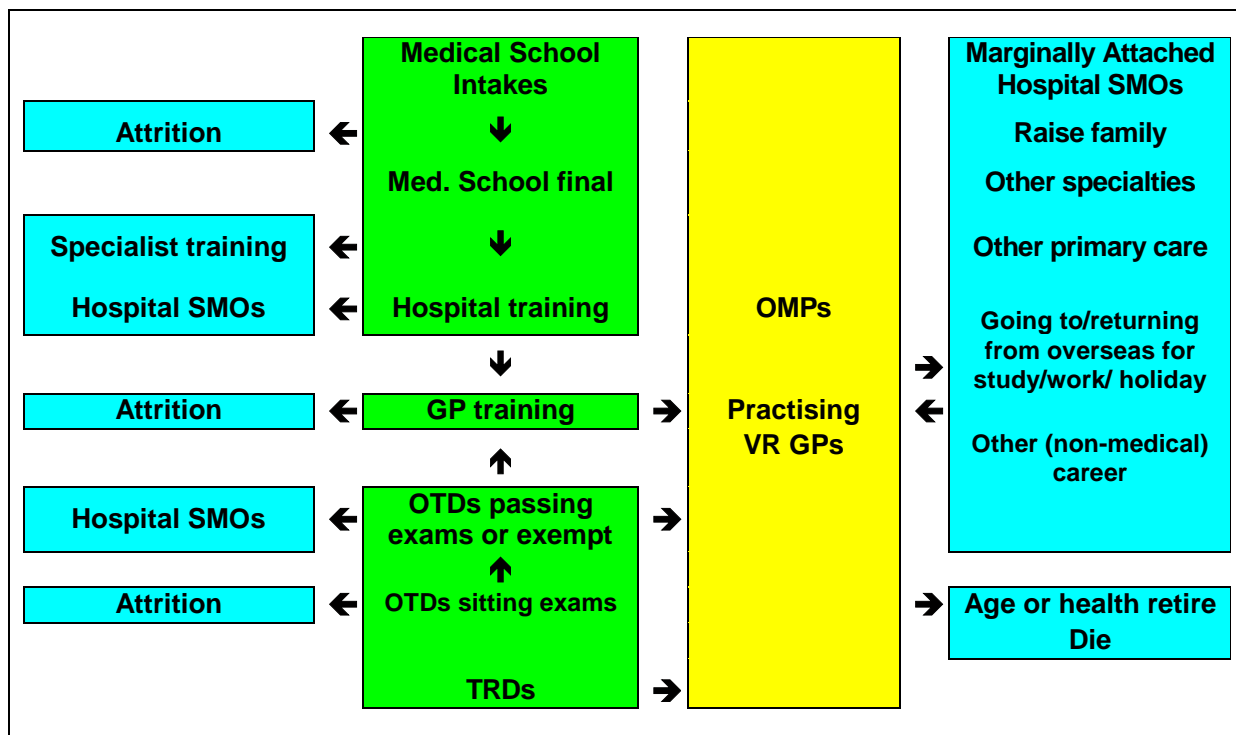 Attrition
Specialist training
Hospital SMOs
Attrition
Hospital SMOs
Attrition
Medical School
Intakes
Med. School final
Hospital training
GP training
OTDs passing
exams or exempt
OTDs sitting exams
TRDs
OMPs
Practising
VR GPs
Marginally Attached
Hospital SMOs
Raise family
Other specialties
Other primary care
Going to/returning
from overseas for
study/work/ holiday
Other (non-medical)
career
Age or health retire
Die